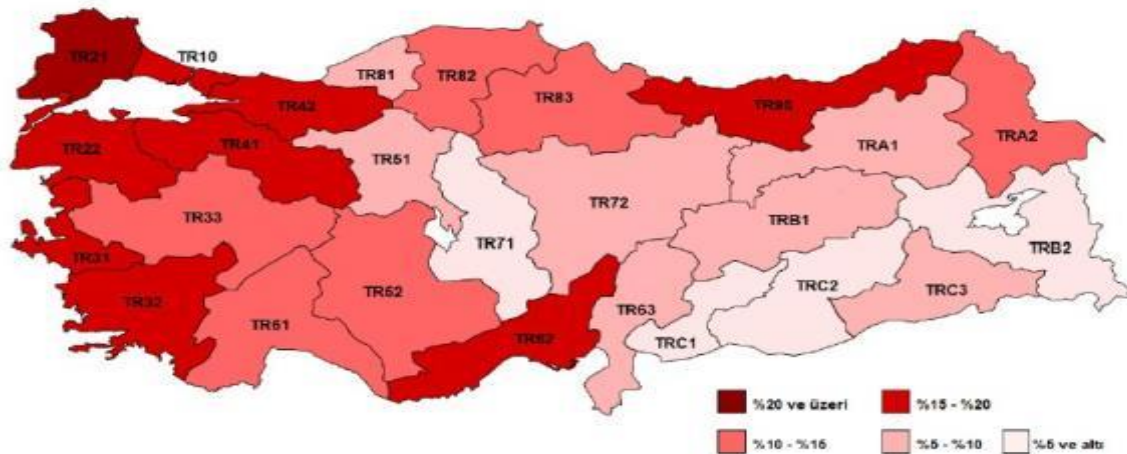 TR21
TR10
TR81
TR82
TR42
TR83
TR90
TRA2
TR22
TR41
TR51
TRA1
TR33
TR72
TRB1
TR71
TRB2
TR31
TR32
TR52
TRC2
TRC3
TR61
TR62
TR63
TRC1
%20 ve üzeri
%15 - %20
%10 - %15
%5 - %10
%5 ve altı